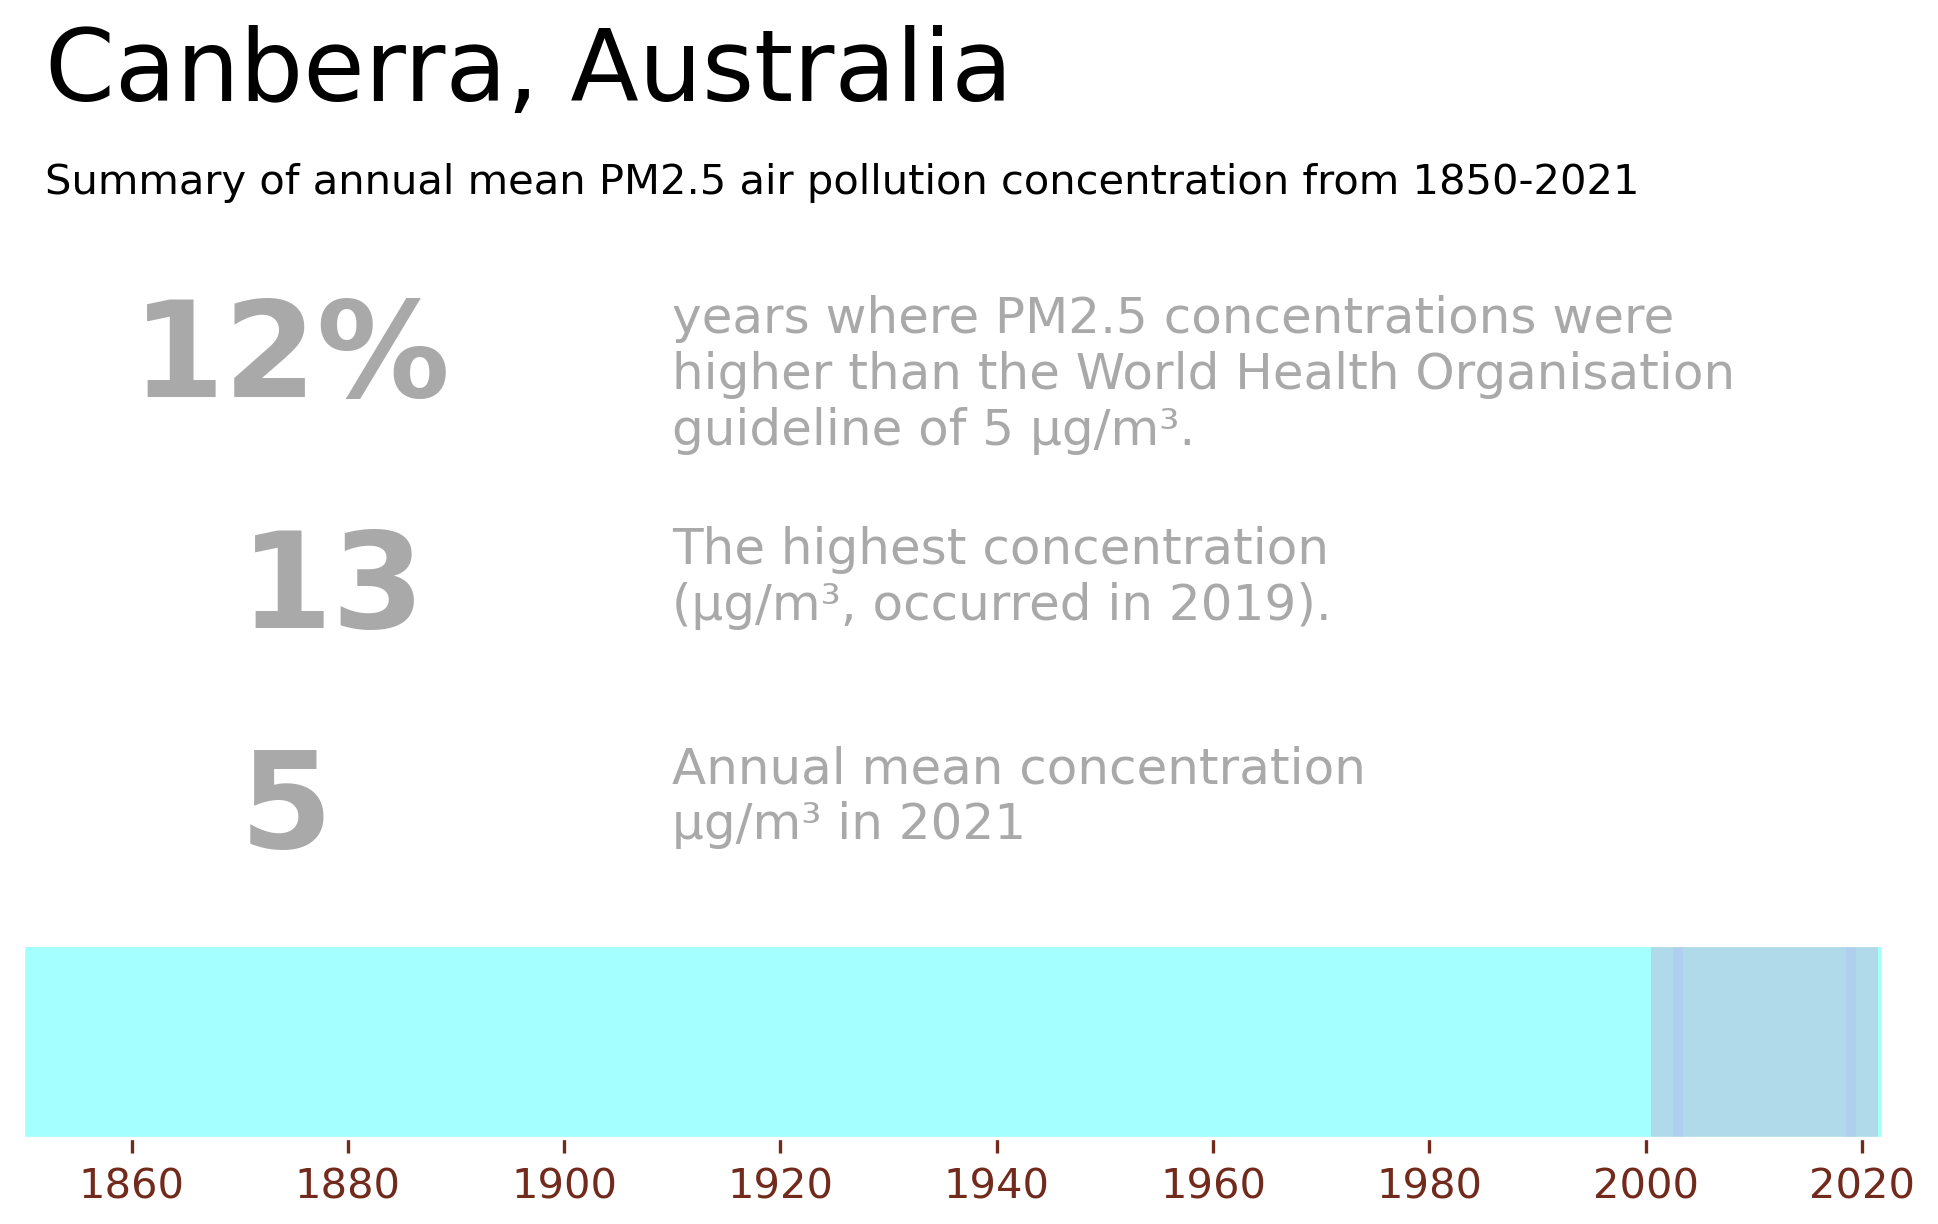 Canberra, Australia
Summary of annual mean PM2.5 air pollution concentration from 1850-2021
12%
years where PM2.5 concentrations were
higher than the World Health Organisation
guideline of 5 µg/m³.
13
The highest concentration
(µg/m³, occurred in 2019).
5
Annual mean concentration
µg/m³ in 2021
1860 1880 1900 1920 1940 1960 1980 2000 2020